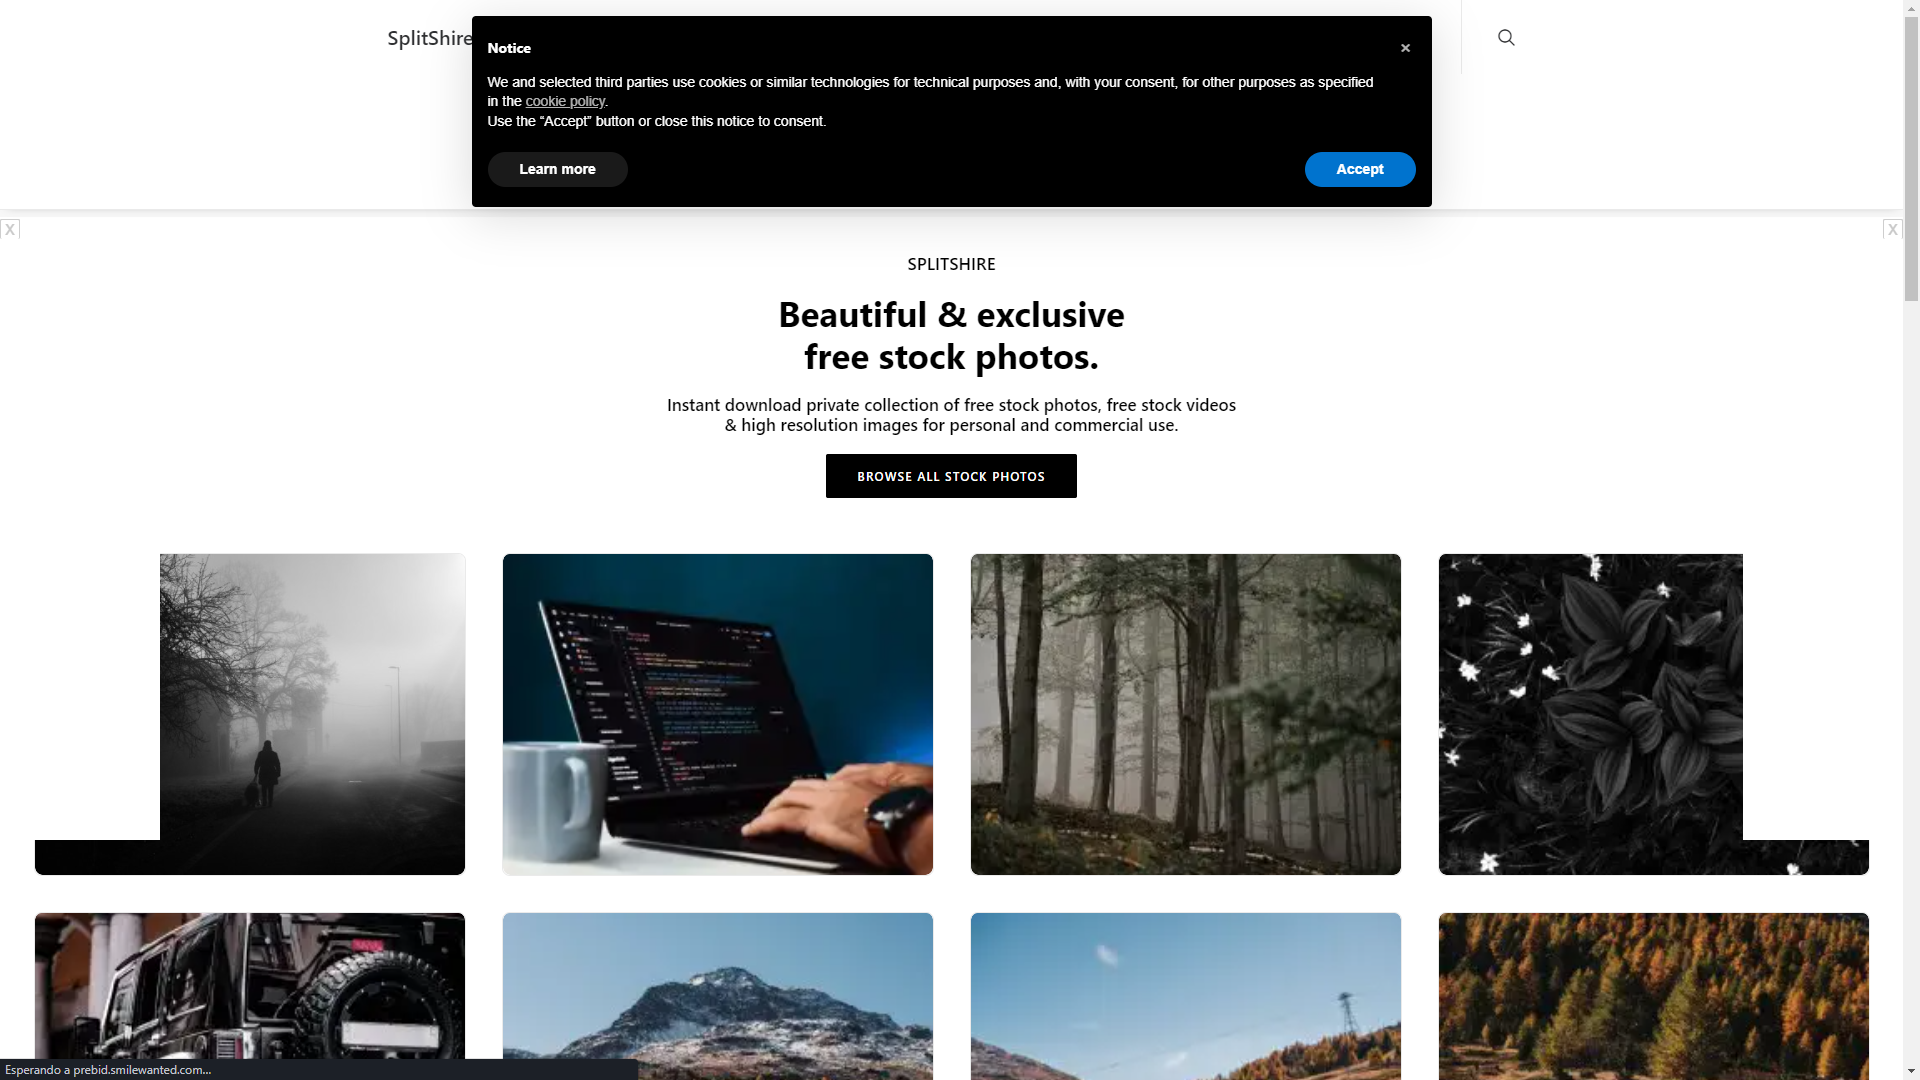 SplitShire
Notice
×
We and selected third parties use cookies or similar technologies for technical purposes and, with your consent, for other purposes as specified
in the cookie policy.
Use the “Accept” button or close this notice to consent.
Learn more
Accept
X
X
SPLITSHIRE
Beautiful & exclusive
free stock photos.
Instant download private collection of free stock photos, free stock videos
& high resolution images for personal and commercial use.
BROWSE ALL STOCK PHOTOS
Esperando a prebid.smilewanted.com...